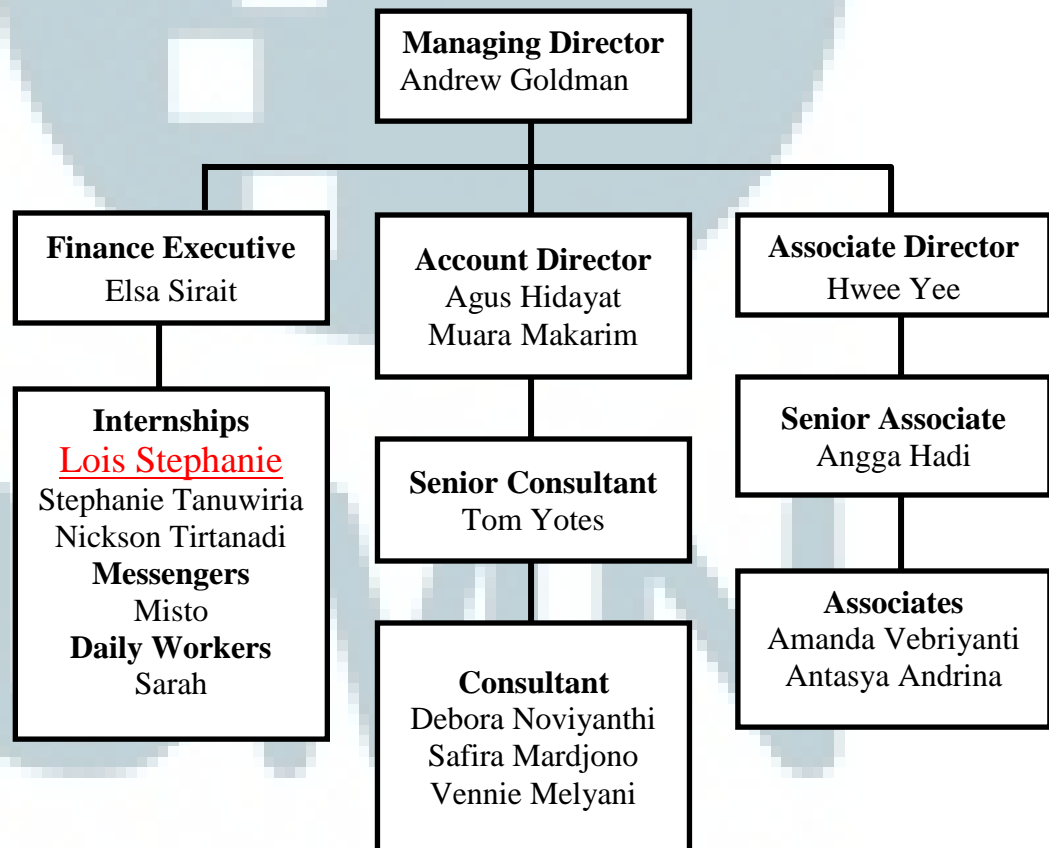 Managing Director
Andrew Goldman
Finance Executive
Elsa Sirait
Account Director
Agus Hidayat
Muara Makarim
Associate Director
Hwee Yee
Internships
Lois Stephanie
Stephanie Tanuwiria
Nickson Tirtanadi
Messengers
Misto
Daily Workers
Sarah
Senior Consultant
Tom Yotes
Senior Associate
Angga Hadi
Consultant
Debora Noviyanthi
Safira Mardjono
Vennie Melyani
Associates
Amanda Vebriyanti
Antasya Andrina